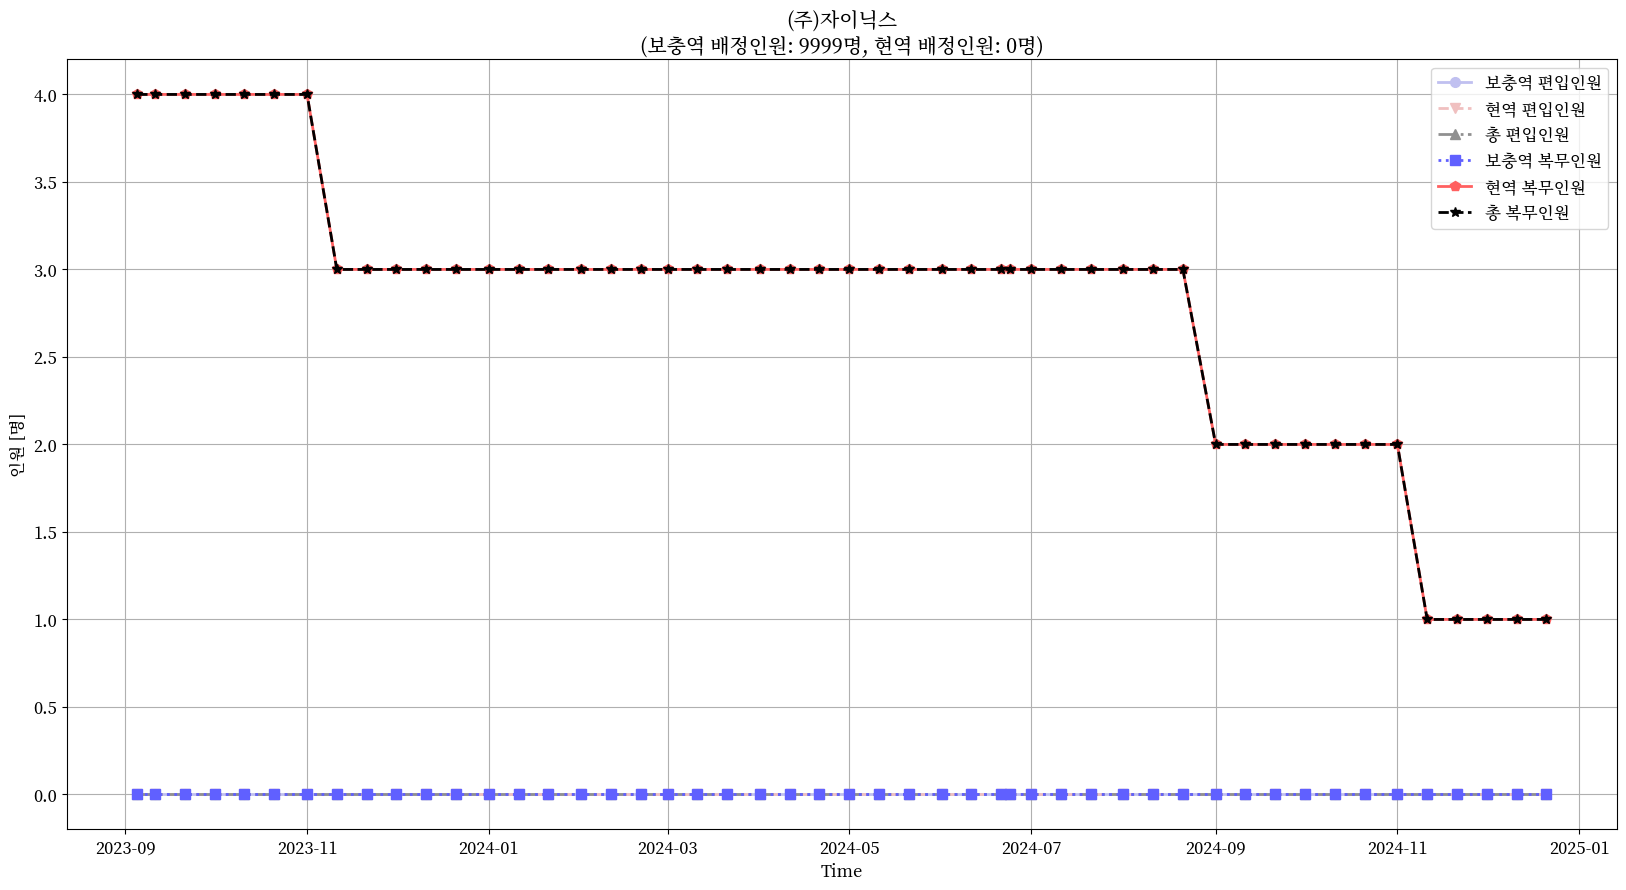 (주)자이닉스
(보충역 배정인원: 9999명, 현역 배정인원: 0명)
인원 [명]
4.0
3.5
3.0
2.5
2.0
1.5
1.0
0.5
0.0
보충역 편입인원
현역 편입인원
총 편입인원
보충역 복무인원
현역 복무인원
총 복무인원
2023-09 2023-11 2024-01 2024-03 2024-05 2024-07 2024-09 2024-11 2025-01
Time